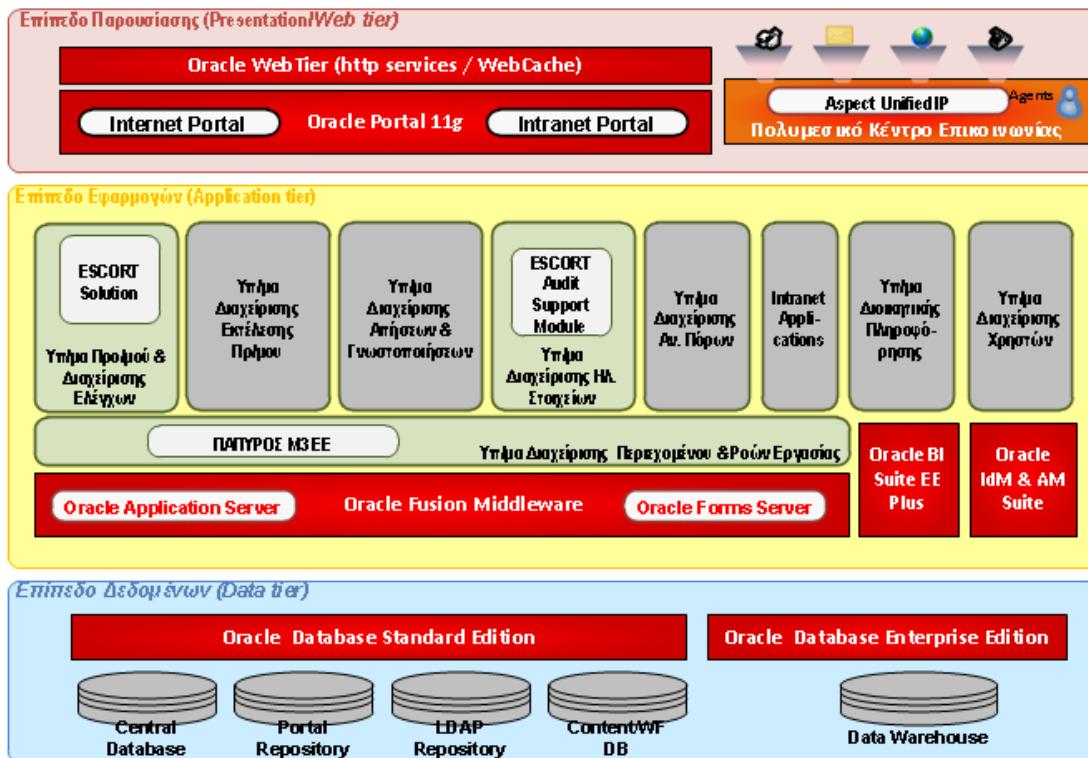 Επίπεδο Παρουσίασης (Presentation/Web tier)
Oracle WebTier (http services / WebCache)
Internet Portal
Oracle Portal 11g
Intranet Portal
Aspect Unified IP
Agents
Πολυμεσικό Κέντρο Επικοινωνίας
Επίπεδο Εφαρμογών (Application tier)
ESCORT
Solution
Υπ/μα Προ/μού &
Διαχείρισης
Ελέγχων
Υπ/μα
Διαχείρισης
Εκτέλεσης
Πρ/μου
Υπ/μα
Διαχείρισης
Αιτήσεων &
Γνωστοποιήσεων
ESCORT
Audit
Support
Module
Υπ/μα
Διαχείρισης Ηλ.
Στοιχείων
Υπ/μα
Διαχείρισης
Αν. Πόρων
Intranet
Appli-
cations
Υπ/μα
Διοικητικής
Πληροφό-
ρησης
Υπ/μα
Διαχείρισης
Χρηστών
ΠΑΠΥΡΟΣ M3EE
Υπ/μα Διαχείρισης Περιεχομένου & Ροών Εργασίας
Oracle Application Server
Oracle Fusion Middleware
Oracle Forms Server
Oracle BI
Suite EE
Plus
Oracle
IdM & AM
Suite
Επίπεδο Δεδομένων (Data tier)
Oracle Database Standard Edition
Oracle Database Enterprise Edition
Central
Database
Portal
Repository
LDAP
Repository
Content/WF
DB
Data Warehouse